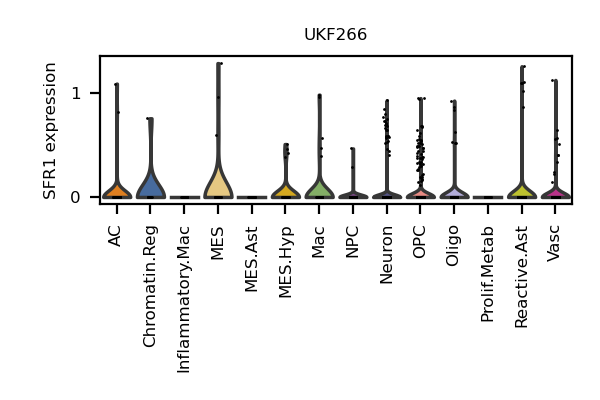 UKF266
SFR1 expression
1
0
AC
Chromatin.Reg
Inflammatory.Mac
MES
MES.Ast
MES.Hyp
Mac
NPC
Neuron
OPC
Oligo
Prolif.Metab
Reactive.Ast
Vasc